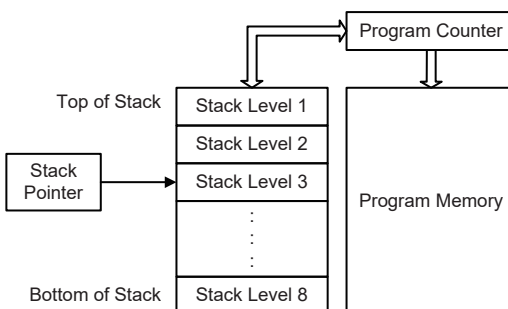 Program Counter
Top of Stack
Stack Level 1
Stack Level 2
Stack
Pointer
Stack Level 3
Program Memory
Bottom of Stack
Stack Level 8